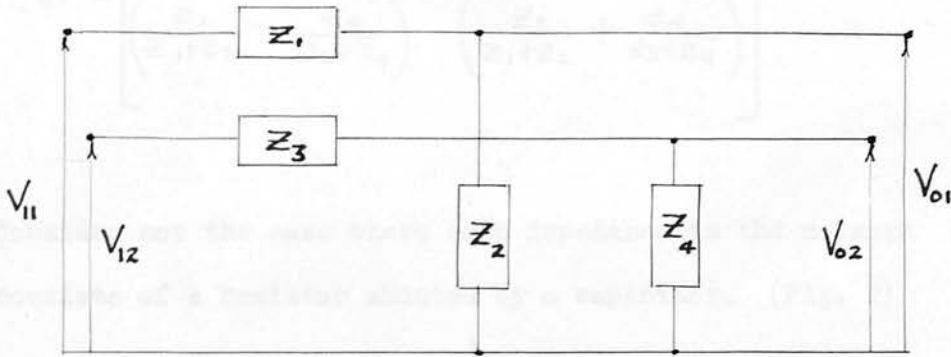 Z₁
Z₃
V₁₁
V₁₂
Z₂
Z₄
V₀₂
V₀₁
Consider not the case where each impedance in the network
consists of a resistor shunted by a capacitor. (Fig. 2)